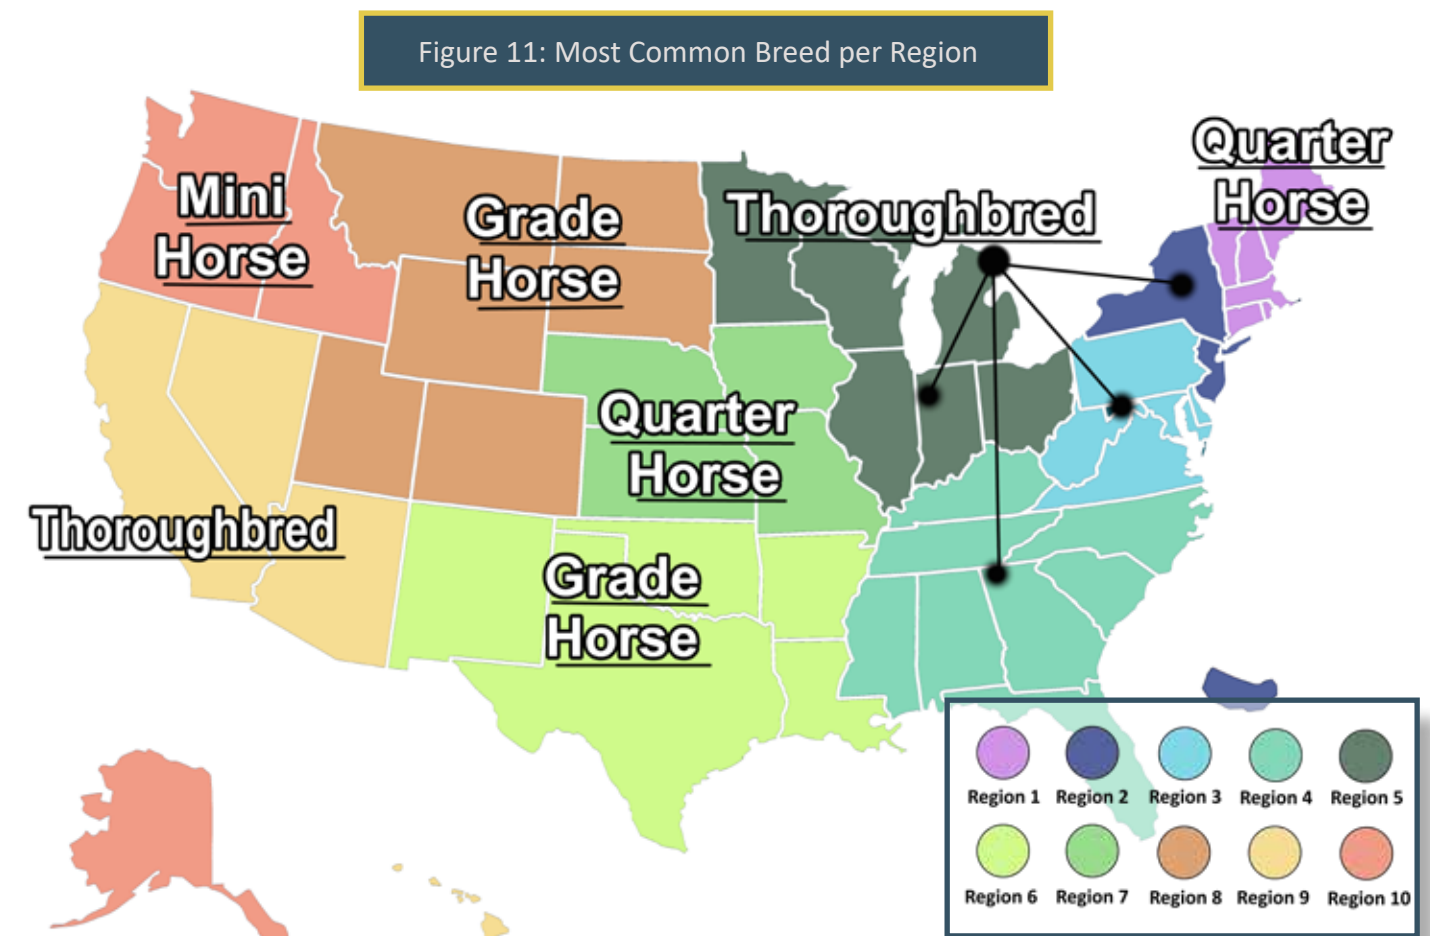 Figure 11: Most Common Breed per Region
Quarter
Horse
Mini
Horse
Grade
Horse
Thoroughbred
Quarter
Horse
Thoroughbred
Grade
Horse
Region 1 Region 2 Region 3 Region 4 Region 5
Region 6 Region 7 Region 8 Region 9 Region 10